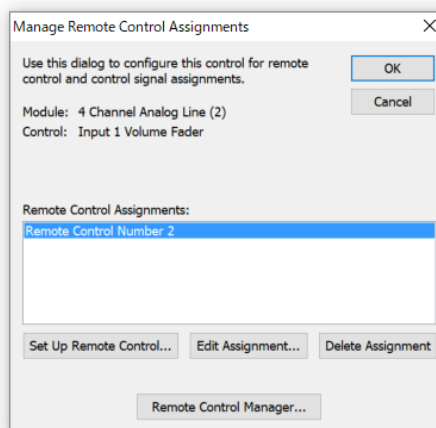 Manage Remote Control Assignments
Use this dialog to configure this control for remote
control and control signal assignments.
OK
Cancel
Module: 4 Channel Analog Line (2)
Control: Input 1 Volume Fader
Remote Control Assignments:
Remote Control Number 2
Set Up Remote Control...
Edit Assignment...
Delete Assignment
Remote Control Manager...